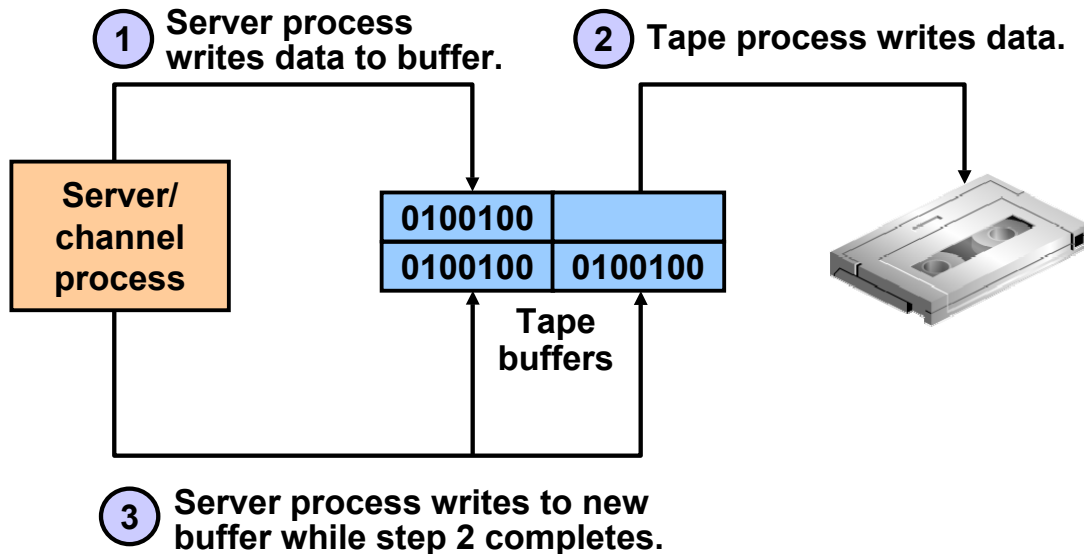 1
Server process
writes data to buffer.
2
Tape process writes data.
Server/
channel
process
0100100
0100100 0100100
Tape
buffers
3
Server process writes to new
buffer while step 2 completes.